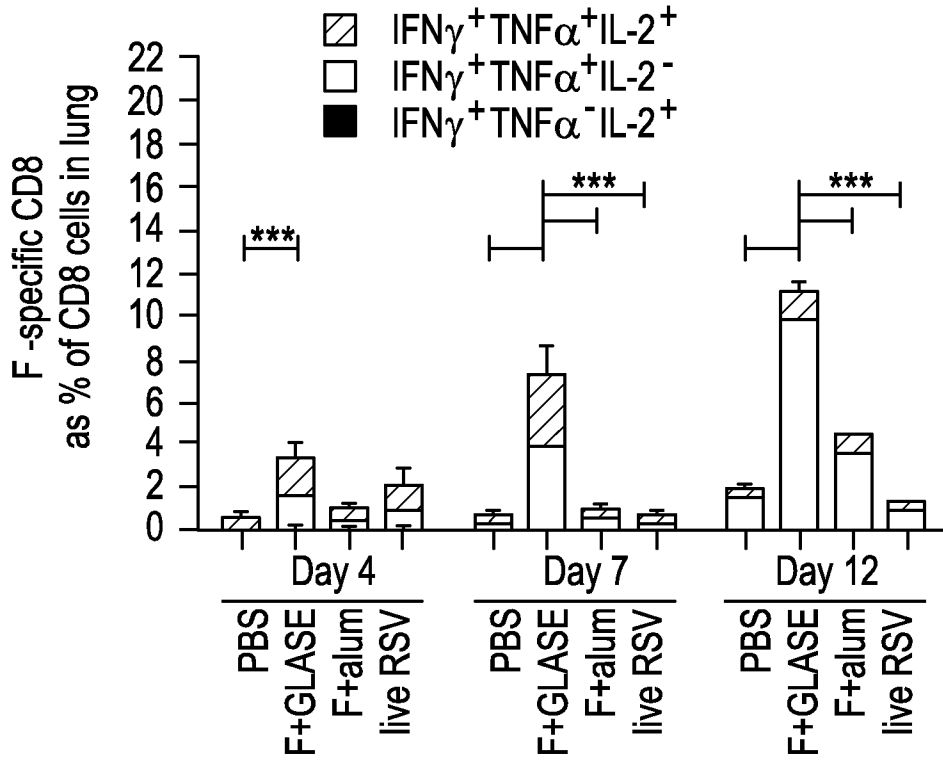 IFNγ⁺TNFα⁺IL-2⁺
IFNγ⁺TNFα⁺IL-2⁻
IFNγ⁺TNFα⁻IL-2⁺
F -specific CD8
as % of CD8 cells in lung
22
20
18
16
14
12
10
8
6
4
2
0
***
***
***
Day 4
Day 7
Day 12
PBS
F+GLASE
F+alum
live RSV
PBS
F+GLASE
F+alum
live RSV
PBS
F+GLASE
F+alum
live RSV